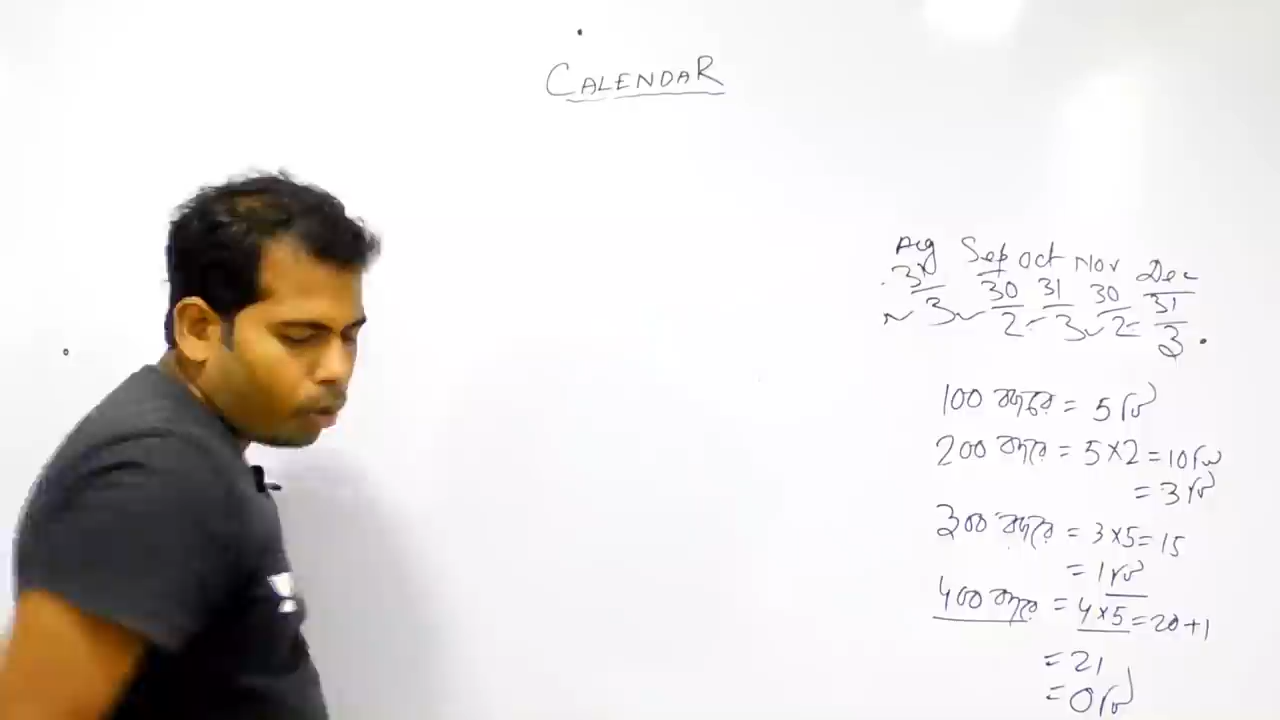 CALENDAR
Aug Sep Oct Nov Dec
31 30 31 30 31
3 2 3 2 3
100 বছরে = 5 দিন
200 বছরে = 5×2 = 10 দিন
= 3 দিন
300 বছরে = 3×5 = 15
= 1 দিন
400 বছরে = 4×5 = 20+1
= 21
= 0 দিন